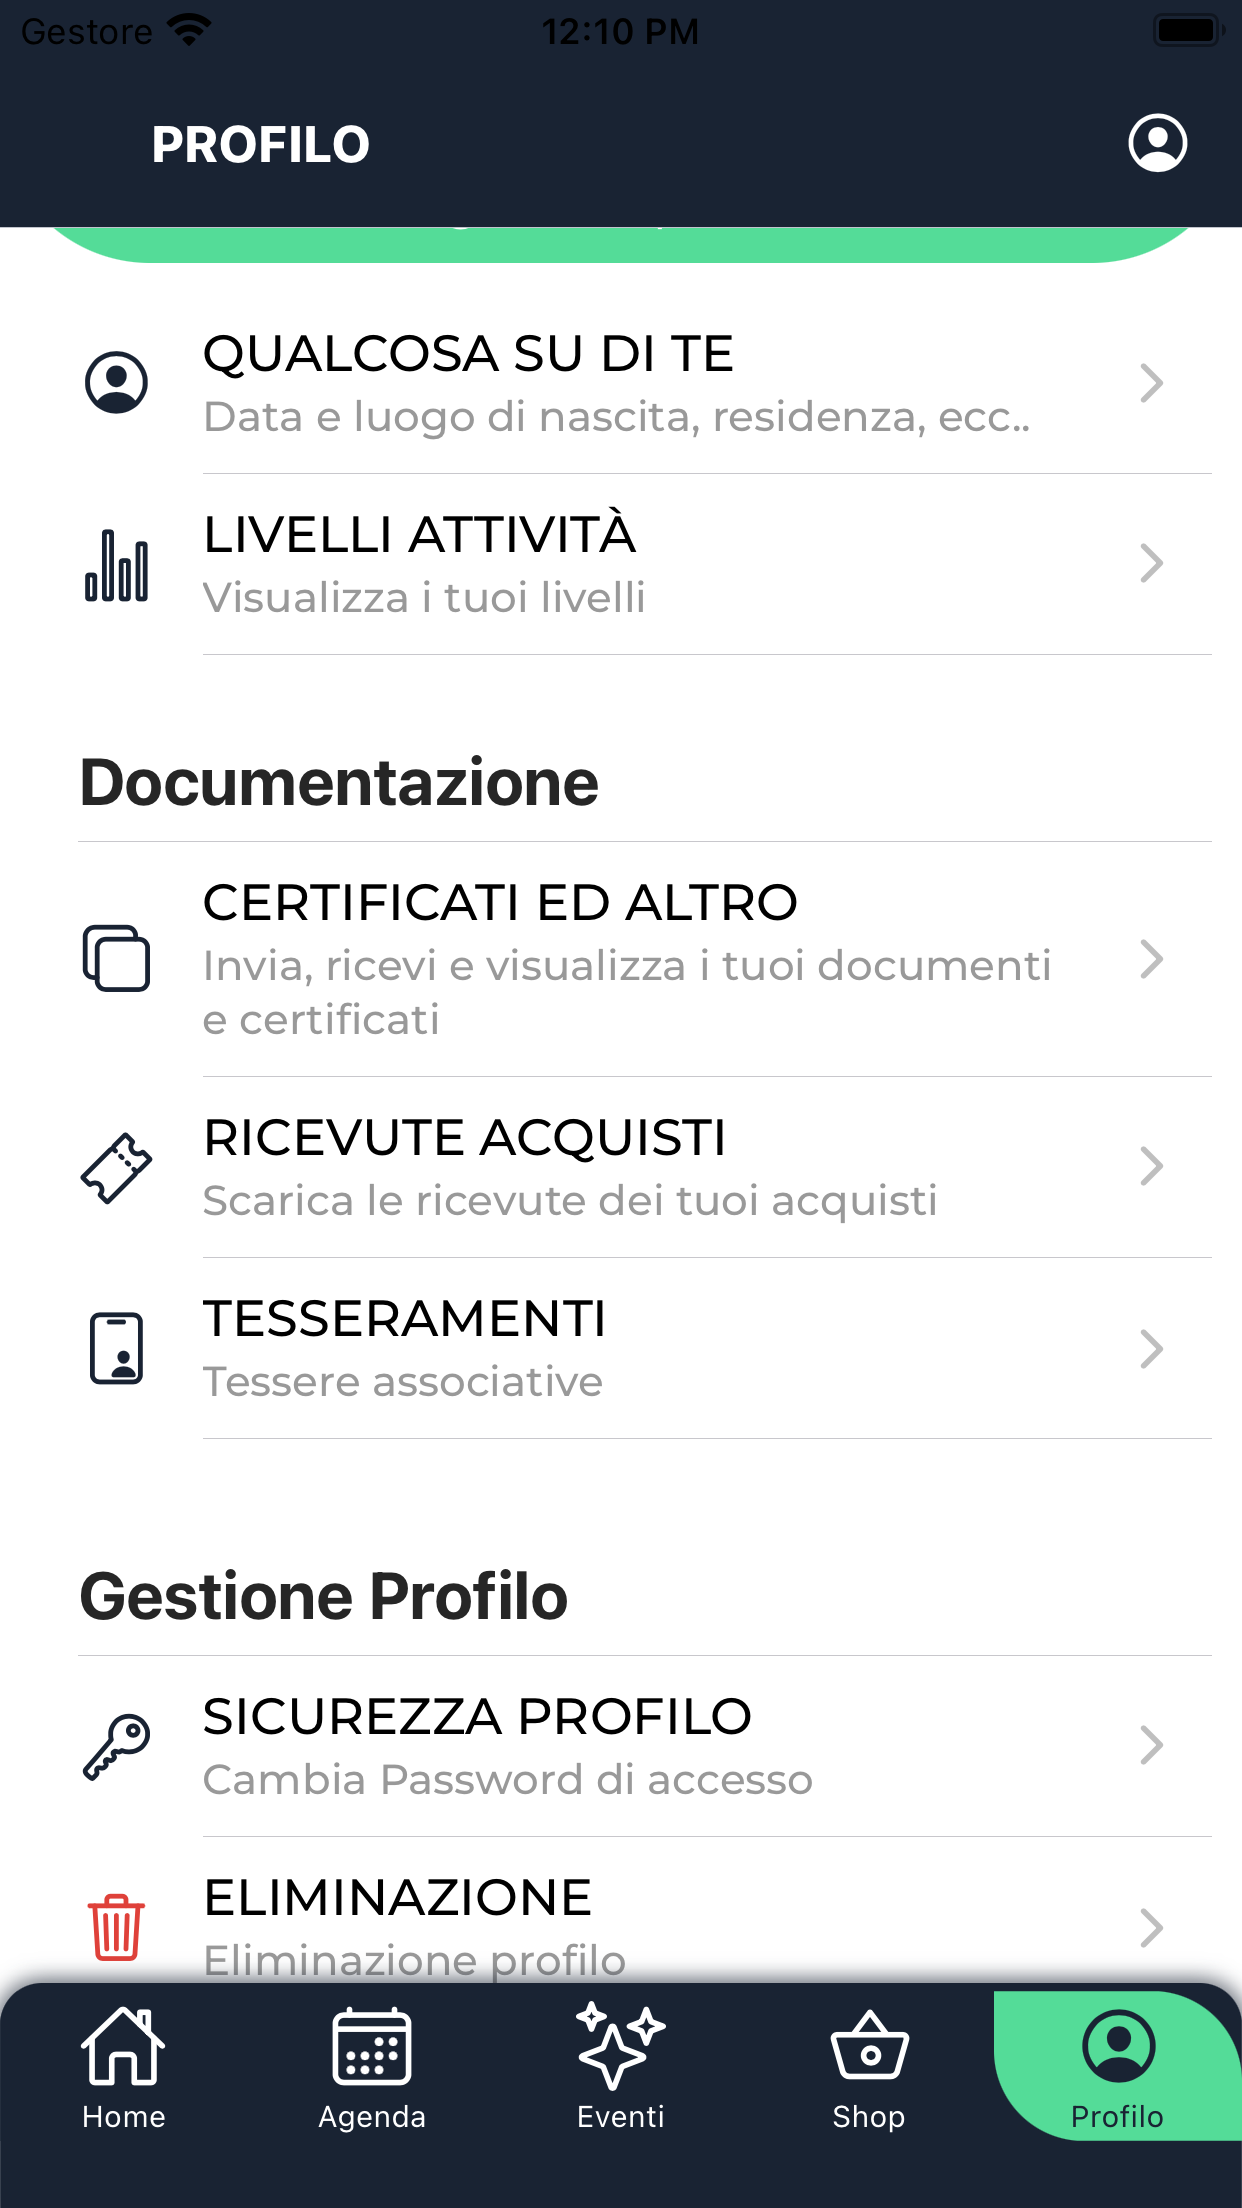 Gestore
12:10 PM
PROFILO
QUALCOSA SU DI TE
Data e luogo di nascita, residenza, ecc..
LIVELLI ATTIVITÀ
Visualizza i tuoi livelli
Documentazione
CERTIFICATI ED ALTRO
Invia, ricevi e visualizza i tuoi documenti
e certificati
RICEVUTE ACQUISTI
Scarica le ricevute dei tuoi acquisti
TESSERAMENTI
Tessere associative
Gestione Profilo
SICUREZZA PROFILO
Cambia Password di accesso
ELIMINAZIONE
Eliminazione profilo
Home
Agenda
Eventi
Shop
Profilo